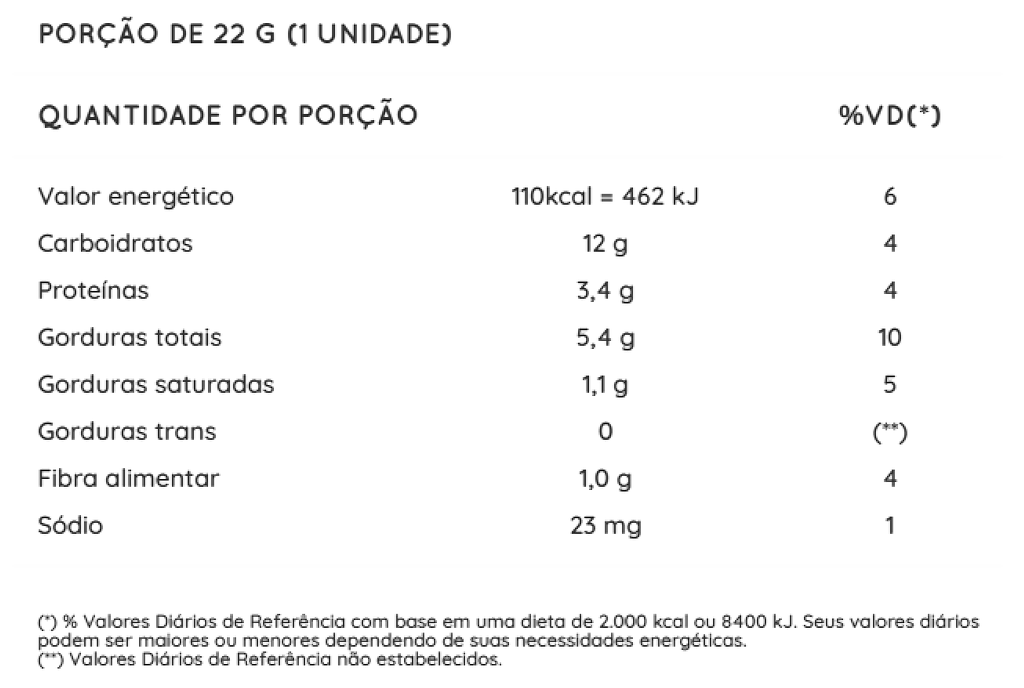 PORÇÃO DE 22 G (1 UNIDADE)
QUANTIDADE POR PORÇÃO %VD(*)
Valor energético 110kcal = 462 kJ 6
Carboidratos 12 g 4
Proteínas 3,4 g 4
Gorduras totais 5,4 g 10
Gorduras saturadas 1,1 g 5
Gorduras trans 0 (**)
Fibra alimentar 1,0 g 4
Sódio 23 mg 1
(*) % Valores Diários de Referência com base em uma dieta de 2.000 kcal ou 8400 kJ. Seus valores diários
podem ser maiores ou menores dependendo de suas necessidades energéticas.
(**) Valores Diários de Referência não estabelecidos.